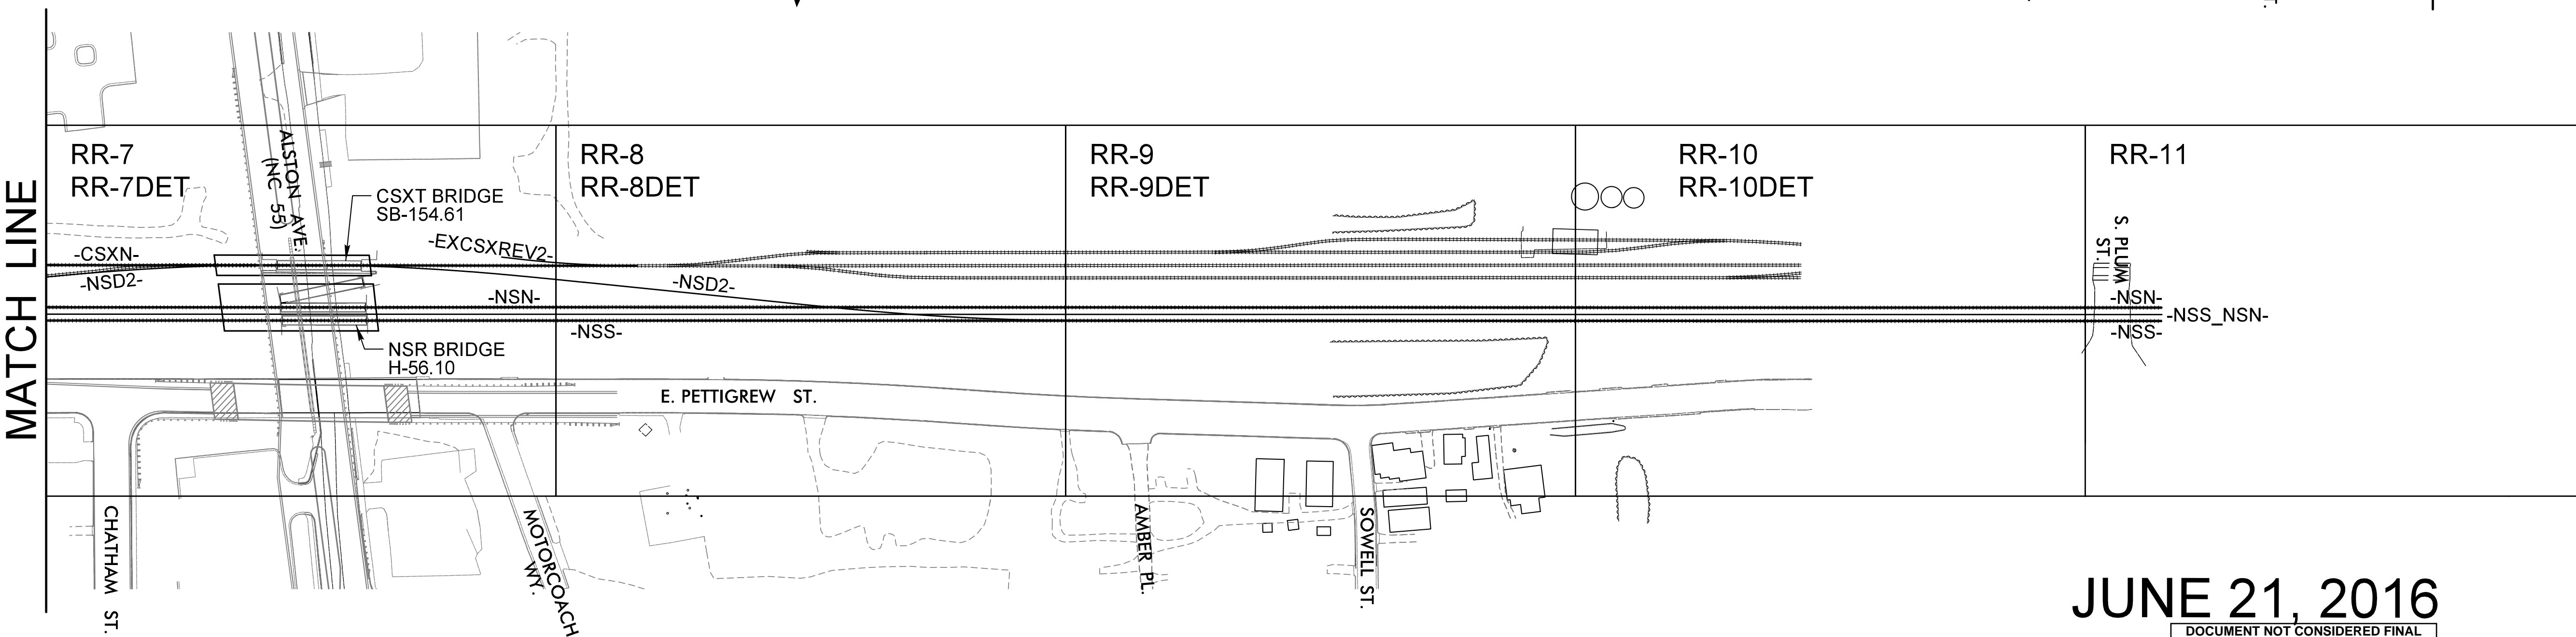 MATCH LINE
RR-7
RR-7DET
RR-8
RR-8DET
RR-9
RR-9DET
RR-10
RR-10DET
RR-11
ALSTON AVE.
(NC 55)
CSXT BRIDGE
SB-154.61
-CSXN-
-NSD2-
-EXCSXREV2-
-NSD2-
-NSN-
-NSS-
NSR BRIDGE
H-56.10
S. PLUM
ST.
-NSN-
-NSS_NSN-
-NSS-
E. PETTIGREW ST.
CHATHAM ST.
MOTORCOACH
WY.
AMBER PL.
SOWELL ST.
JUNE 21, 2016
DOCUMENT NOT CONSIDERED FINAL